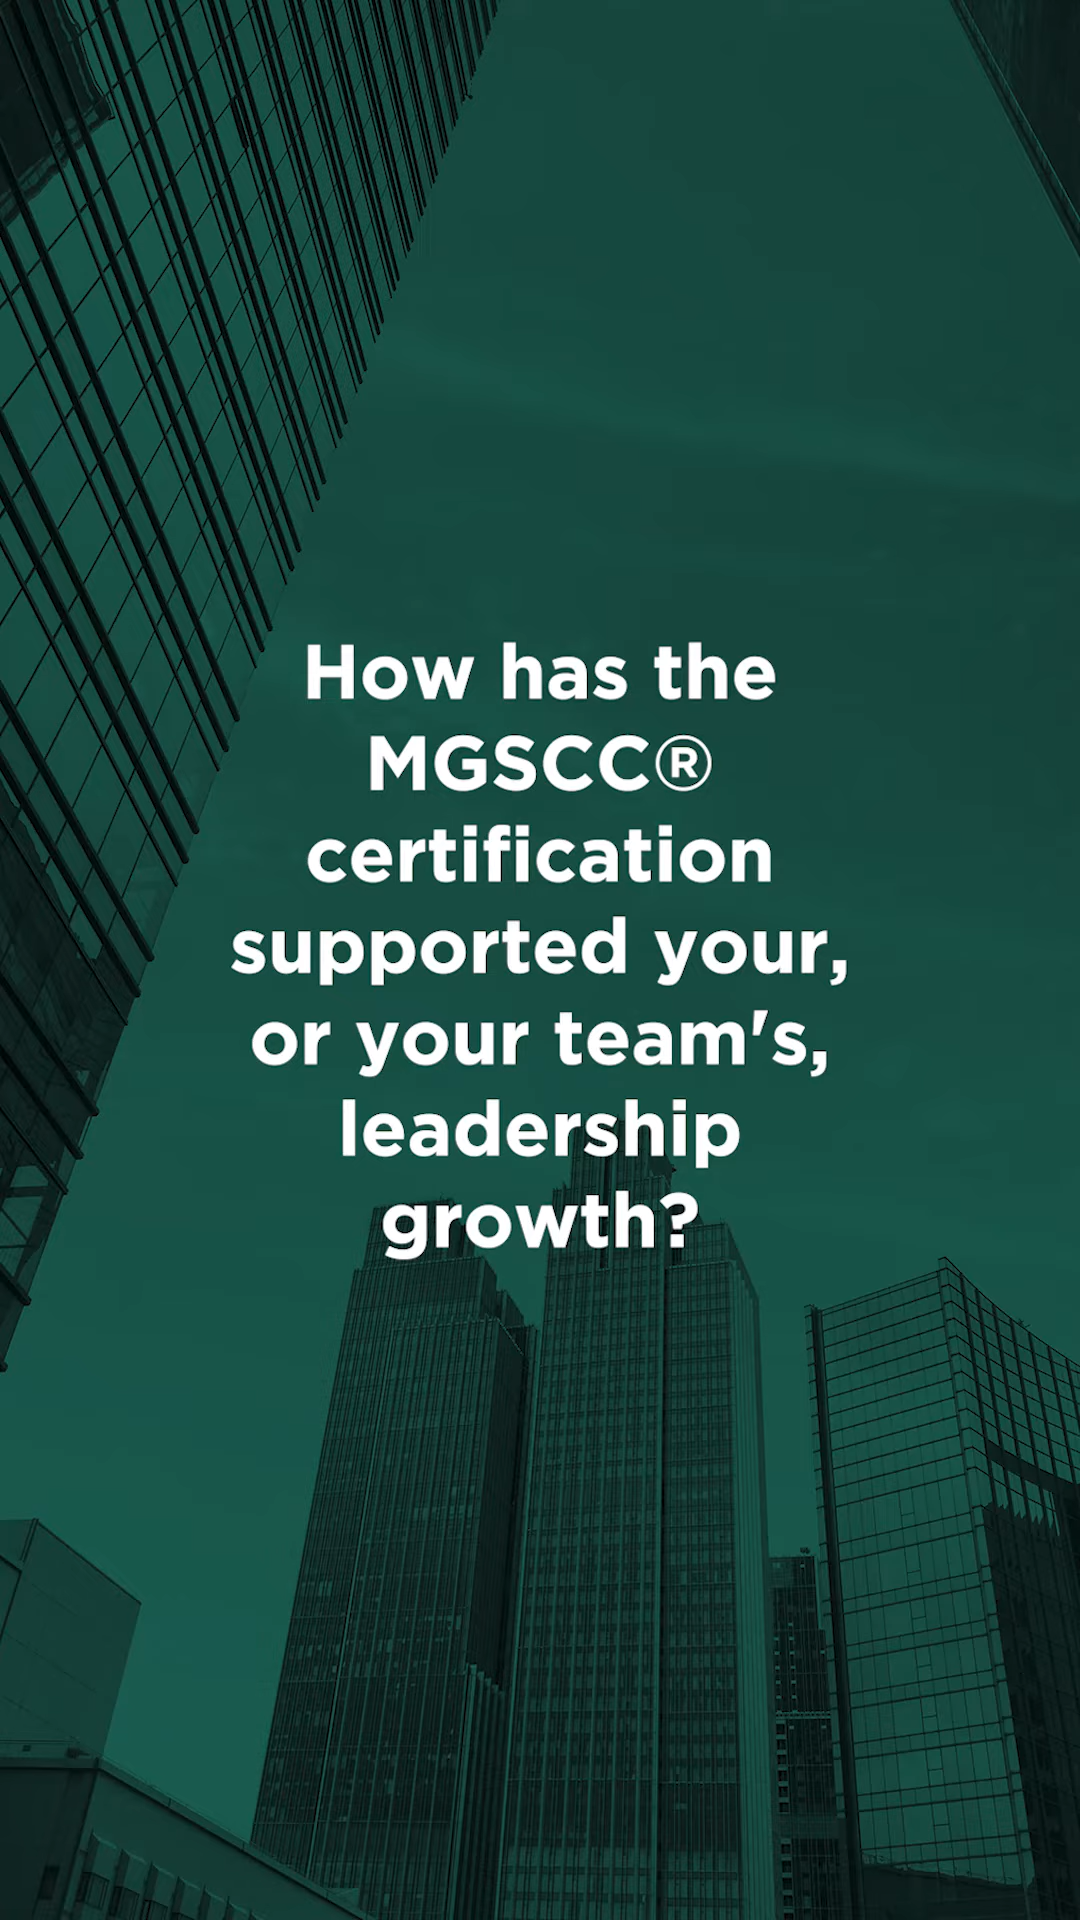 How has the
MGSCC®
certification
supported your,
or your team's,
leadership
growth?